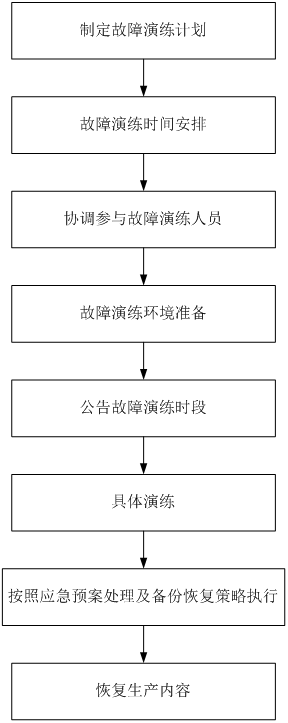 制定故障演练计划
故障演练时间安排
协调参与故障演练人员
故障演练环境准备
公告故障演练时段
具体演练
按照应急预案处理及备份恢复策略执行
恢复生产内容